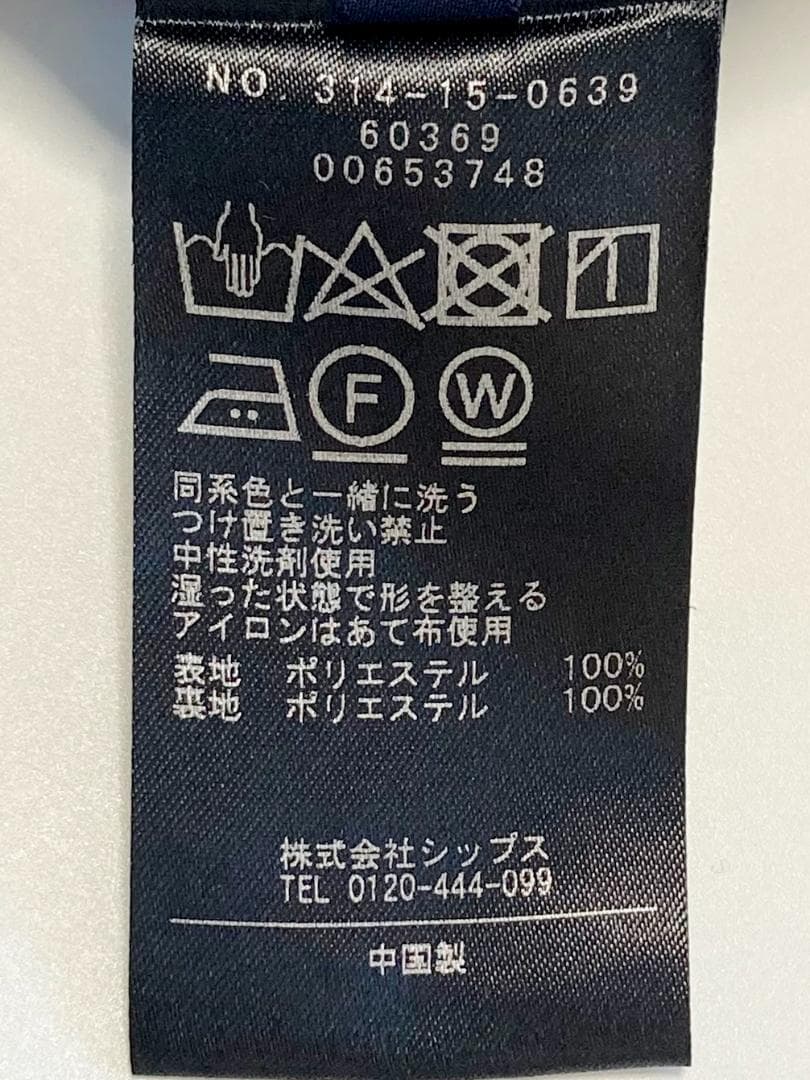 NO. 314-15-0639
60369
00653748
F W
同系色と一緒に洗う
つけ置き洗い禁止
中性洗剤使用
湿った状態で形を整える
アイロンはあて布使用
表地 ポリエステル 100%
裏地 ポリエステル 100%
株式会社シップス
TEL 0120-444-099
中国製